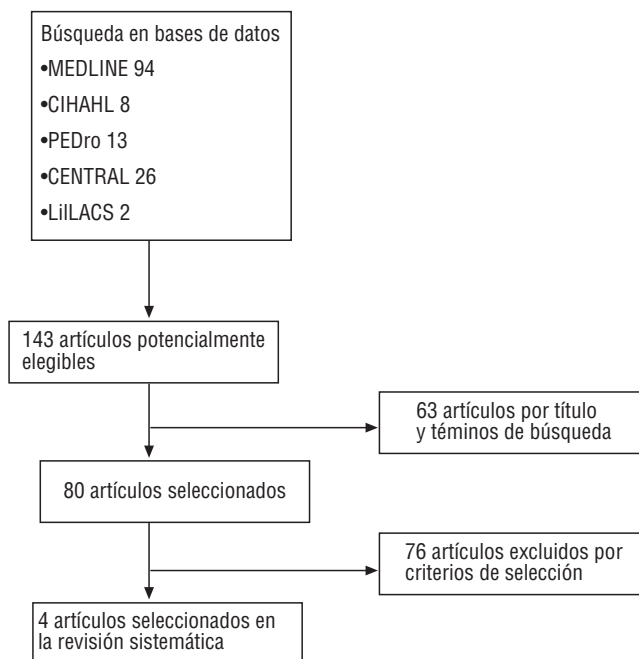 Búsqueda en bases de datos
•MEDLINE 94
•CIHAHL 8
•PEDro 13
•CENTRAL 26
•LilLACS 2
143 artículos potencialmente
elegibles
63 artículos por título
y téminos de búsqueda
80 artículos seleccionados
76 artículos excluidos por
criterios de selección
4 artículos seleccionados en
la revisión sistemática